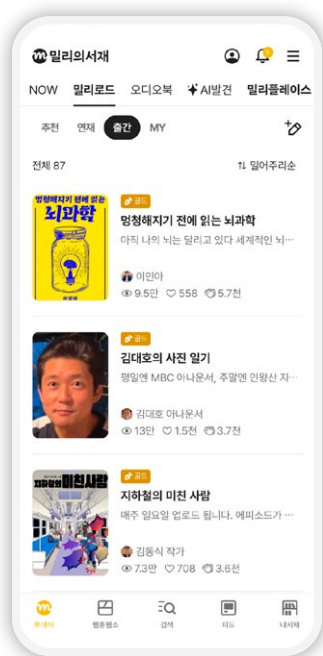 밀리의서재
NOW 밀리로드 오디오북 AI발견 밀리플레이스
추천 연재 출간 MY
전체 87 밀어주리순
멍청해지기 전에 읽는
뇌과학
이인아
골드
멍청해지기 전에 읽는 뇌과학
아직 나의 뇌는 달리고 있다 세계적인 뇌…
이인아
9.5만 558 5.7천
골드
김대호의 사진 일기
평일엔 MBC 아나운서, 주말엔 인왕산 자…
김대호 아나운서
13만 1.5천 3.7천
지하철의 미친 사람
골드
지하철의 미친 사람
매주 일요일 업로드 됩니다. 에피소드가 …
김동식 작가
7.3만 708 3.6천
투데이 웹툰웹소 검색 피드 내서재